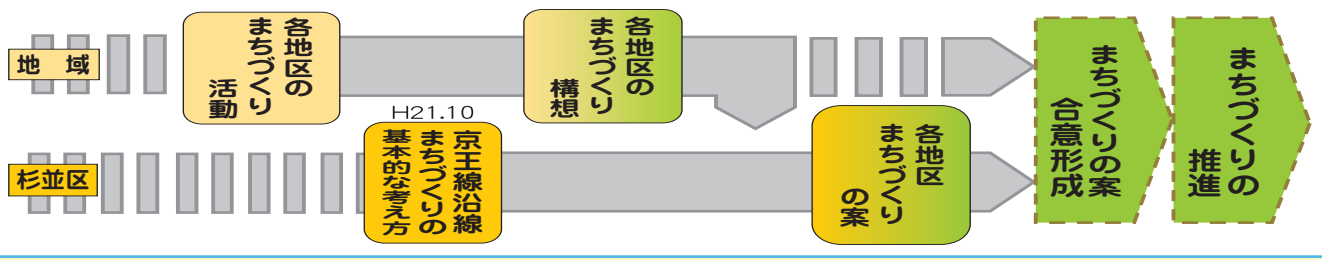 地 域
各地区の
まちづくり
活動
各地区の
まちづくり
構想
H21.10
杉並区
京王線沿線
まちづくりの
基本的な考え方
各地区
まちづくり
の案
まちづくりの案
合意形成
まちづくりの
推進